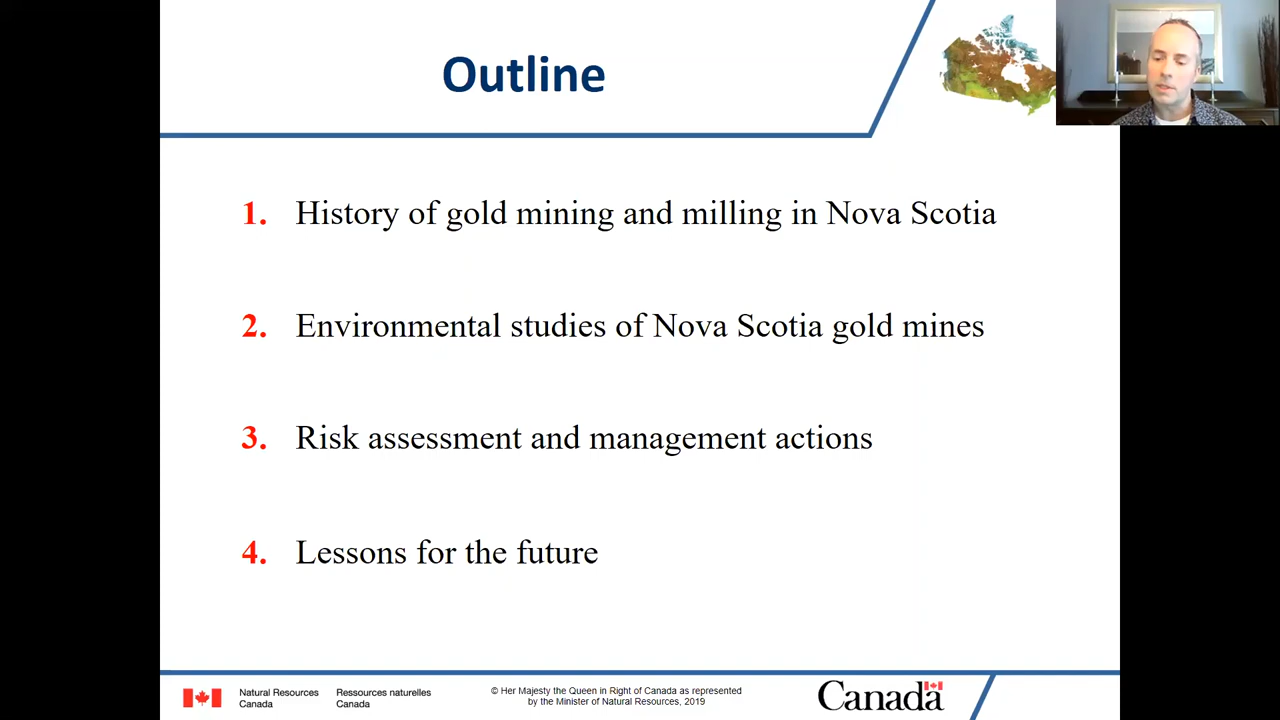 Outline
1. History of gold mining and milling in Nova Scotia
2. Environmental studies of Nova Scotia gold mines
3. Risk assessment and management actions
4. Lessons for the future
Natural Resources
Canada
Ressources naturelles
Canada
© Her Majesty the Queen in Right of Canada as represented
by the Minister of Natural Resources, 2019
Canada